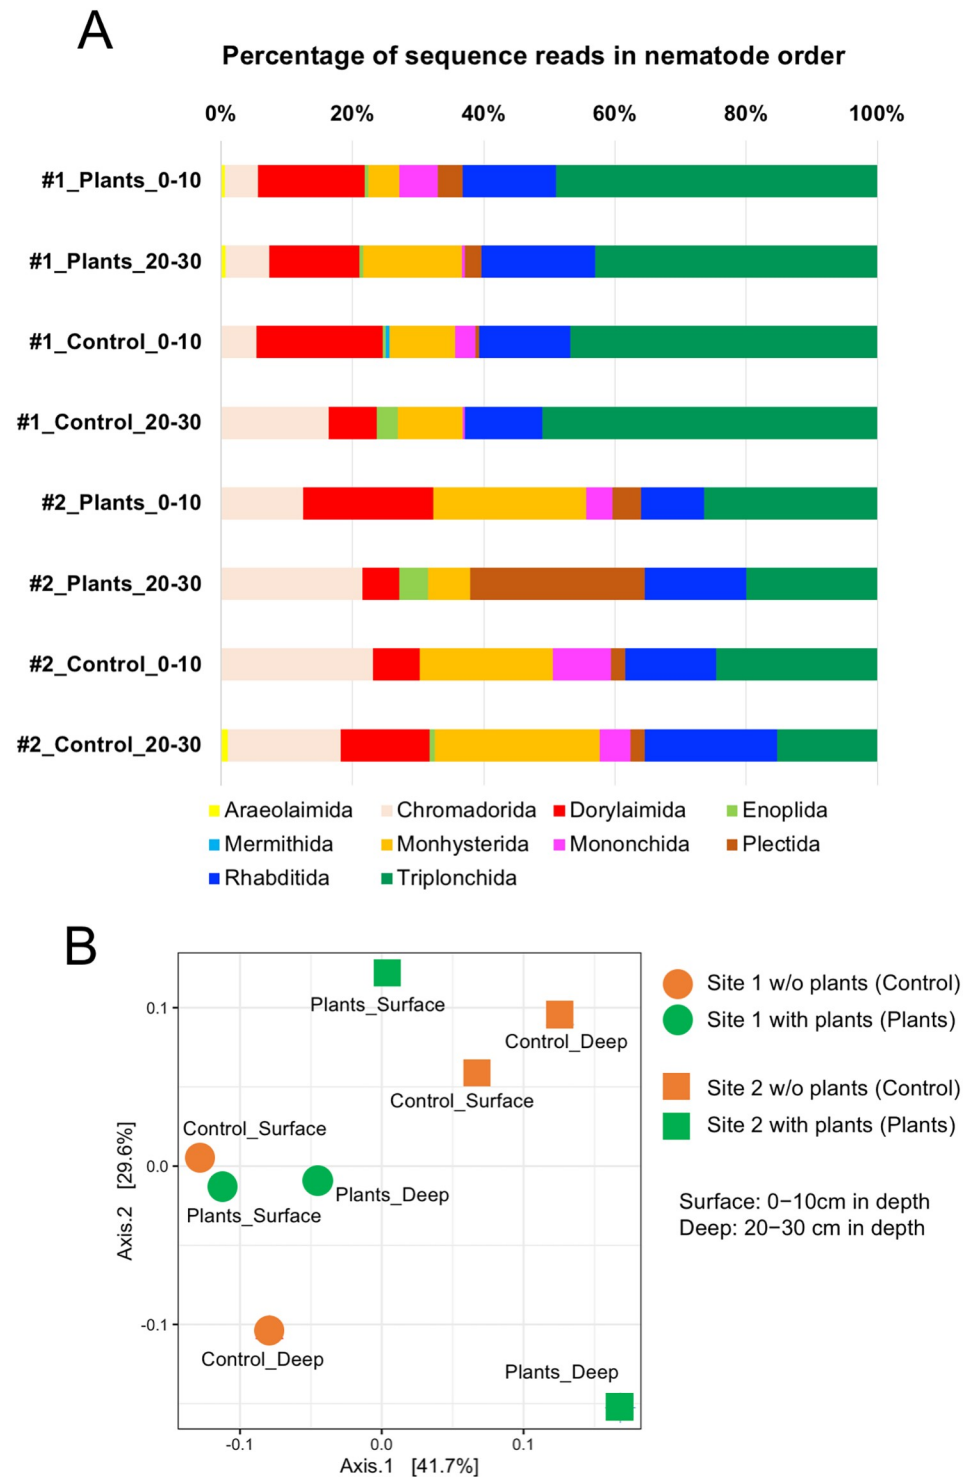 A
Percentage of sequence reads in nematode order
0% 20% 40% 60% 80% 100%
#1_Plants_0-10
#1_Plants_20-30
#1_Control_0-10
#1_Control_20-30
#2_Plants_0-10
#2_Plants_20-30
#2_Control_0-10
#2_Control_20-30
Araeolaimida Chromadorida Dorylaimida Enoplida
Mermithida Monhysterida Mononchida Plectida
Rhabditida Triplonchida
B
Plants_Surface
Control_Deep
Control_Surface
Control_Surface
Plants_Deep
Plants_Surface
Control_Deep
Plants_Deep
0.1
0.0
-0.1
Axis.2 [29.6%]
-0.1 0.0 0.1
Axis.1 [41.7%]
Site 1 w/o plants (Control)
Site 1 with plants (Plants)
Site 2 w/o plants (Control)
Site 2 with plants (Plants)
Surface: 0−10cm in depth
Deep: 20−30 cm in depth